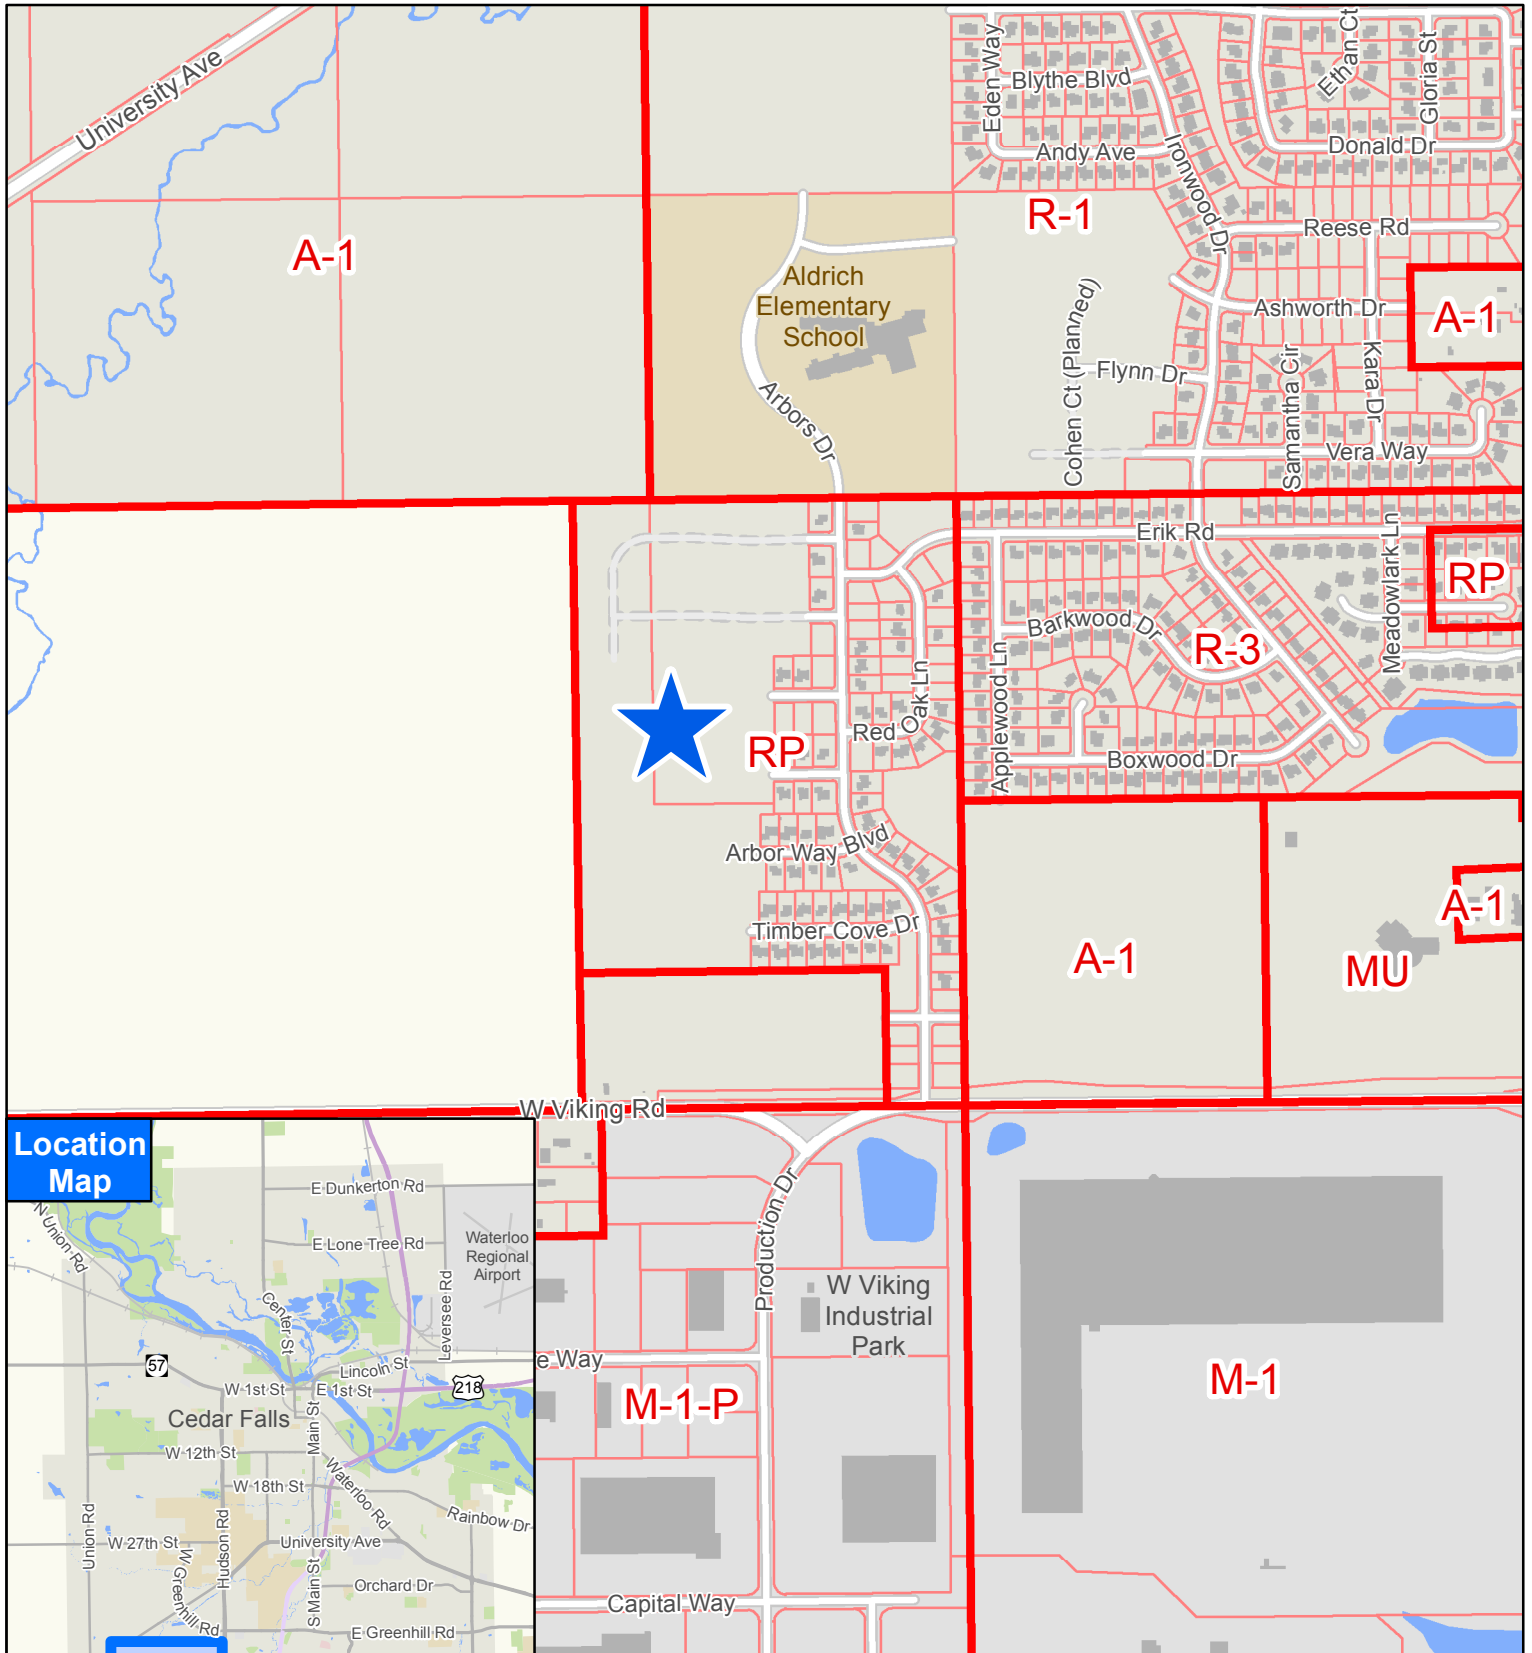 University Ave
Eden Way
Blythe Blvd
Andy Ave
Ironwood Dr
Ethan Ct
Gloria St
Donald Dr
R-1
Reese Rd
A-1
Aldrich
Elementary
School
Arbors Dr
Cohen Ct (Planned)
Flynn Dr
Ashworth Dr
A-1
Samantha Cir
Kara Dr
Vera Way
Erik Rd
Meadowlark Ln
RP
Barkwood Dr
R-3
Applewood Ln
Boxwood Dr
Red Oak Ln
RP
Arbor Way Blvd
Timber Cove Dr
A-1
MU
A-1
W Viking Rd
Production Dr
W Viking
Industrial
Park
e Way
M-1-P
M-1
Capital Way
Location
Map
N Union Rd
E Dunkerton Rd
E Lone Tree Rd
Waterloo
Regional
Airport
Leversee Rd
Center St
57
Lincoln St
W 1st St
E 1st St
218
Cedar Falls
Main St
W 12th St
W 18th St
Waterloo Rd
Rainbow Dr
Union Rd
W 27th St
Hudson Rd
University Ave
W Greenhill Rd
S Main St
Orchard Dr
E Greenhill Rd